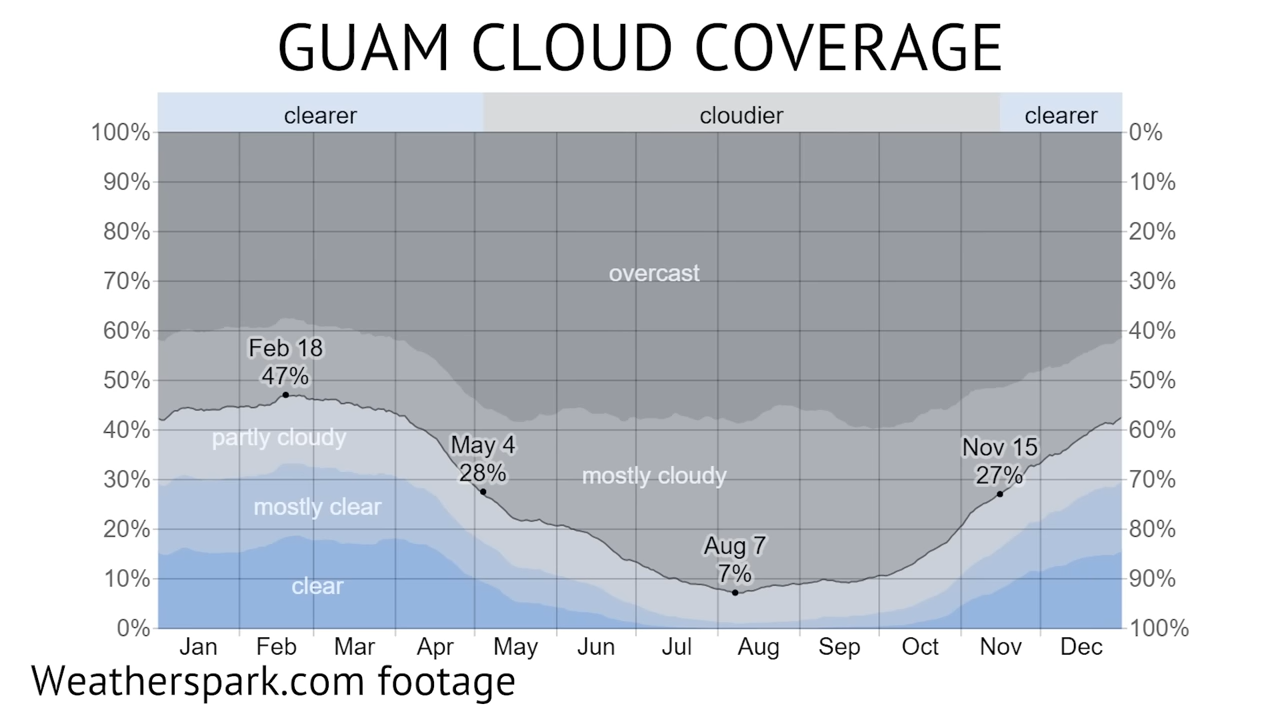 GUAM CLOUD COVERAGE
clearer cloudier clearer
100% 0%
90% 10%
80% 20%
overcast
70% 30%
60% 40%
Feb 18
47%
50% 50%
40% 60%
partly cloudy
May 4
28%
Nov 15
27%
mostly cloudy
30% 70%
mostly clear
20% 80%
Aug 7
7%
10% 90%
clear
0% 100%
Jan Feb Mar Apr May Jun Jul Aug Sep Oct Nov Dec
Weatherspark.com footage